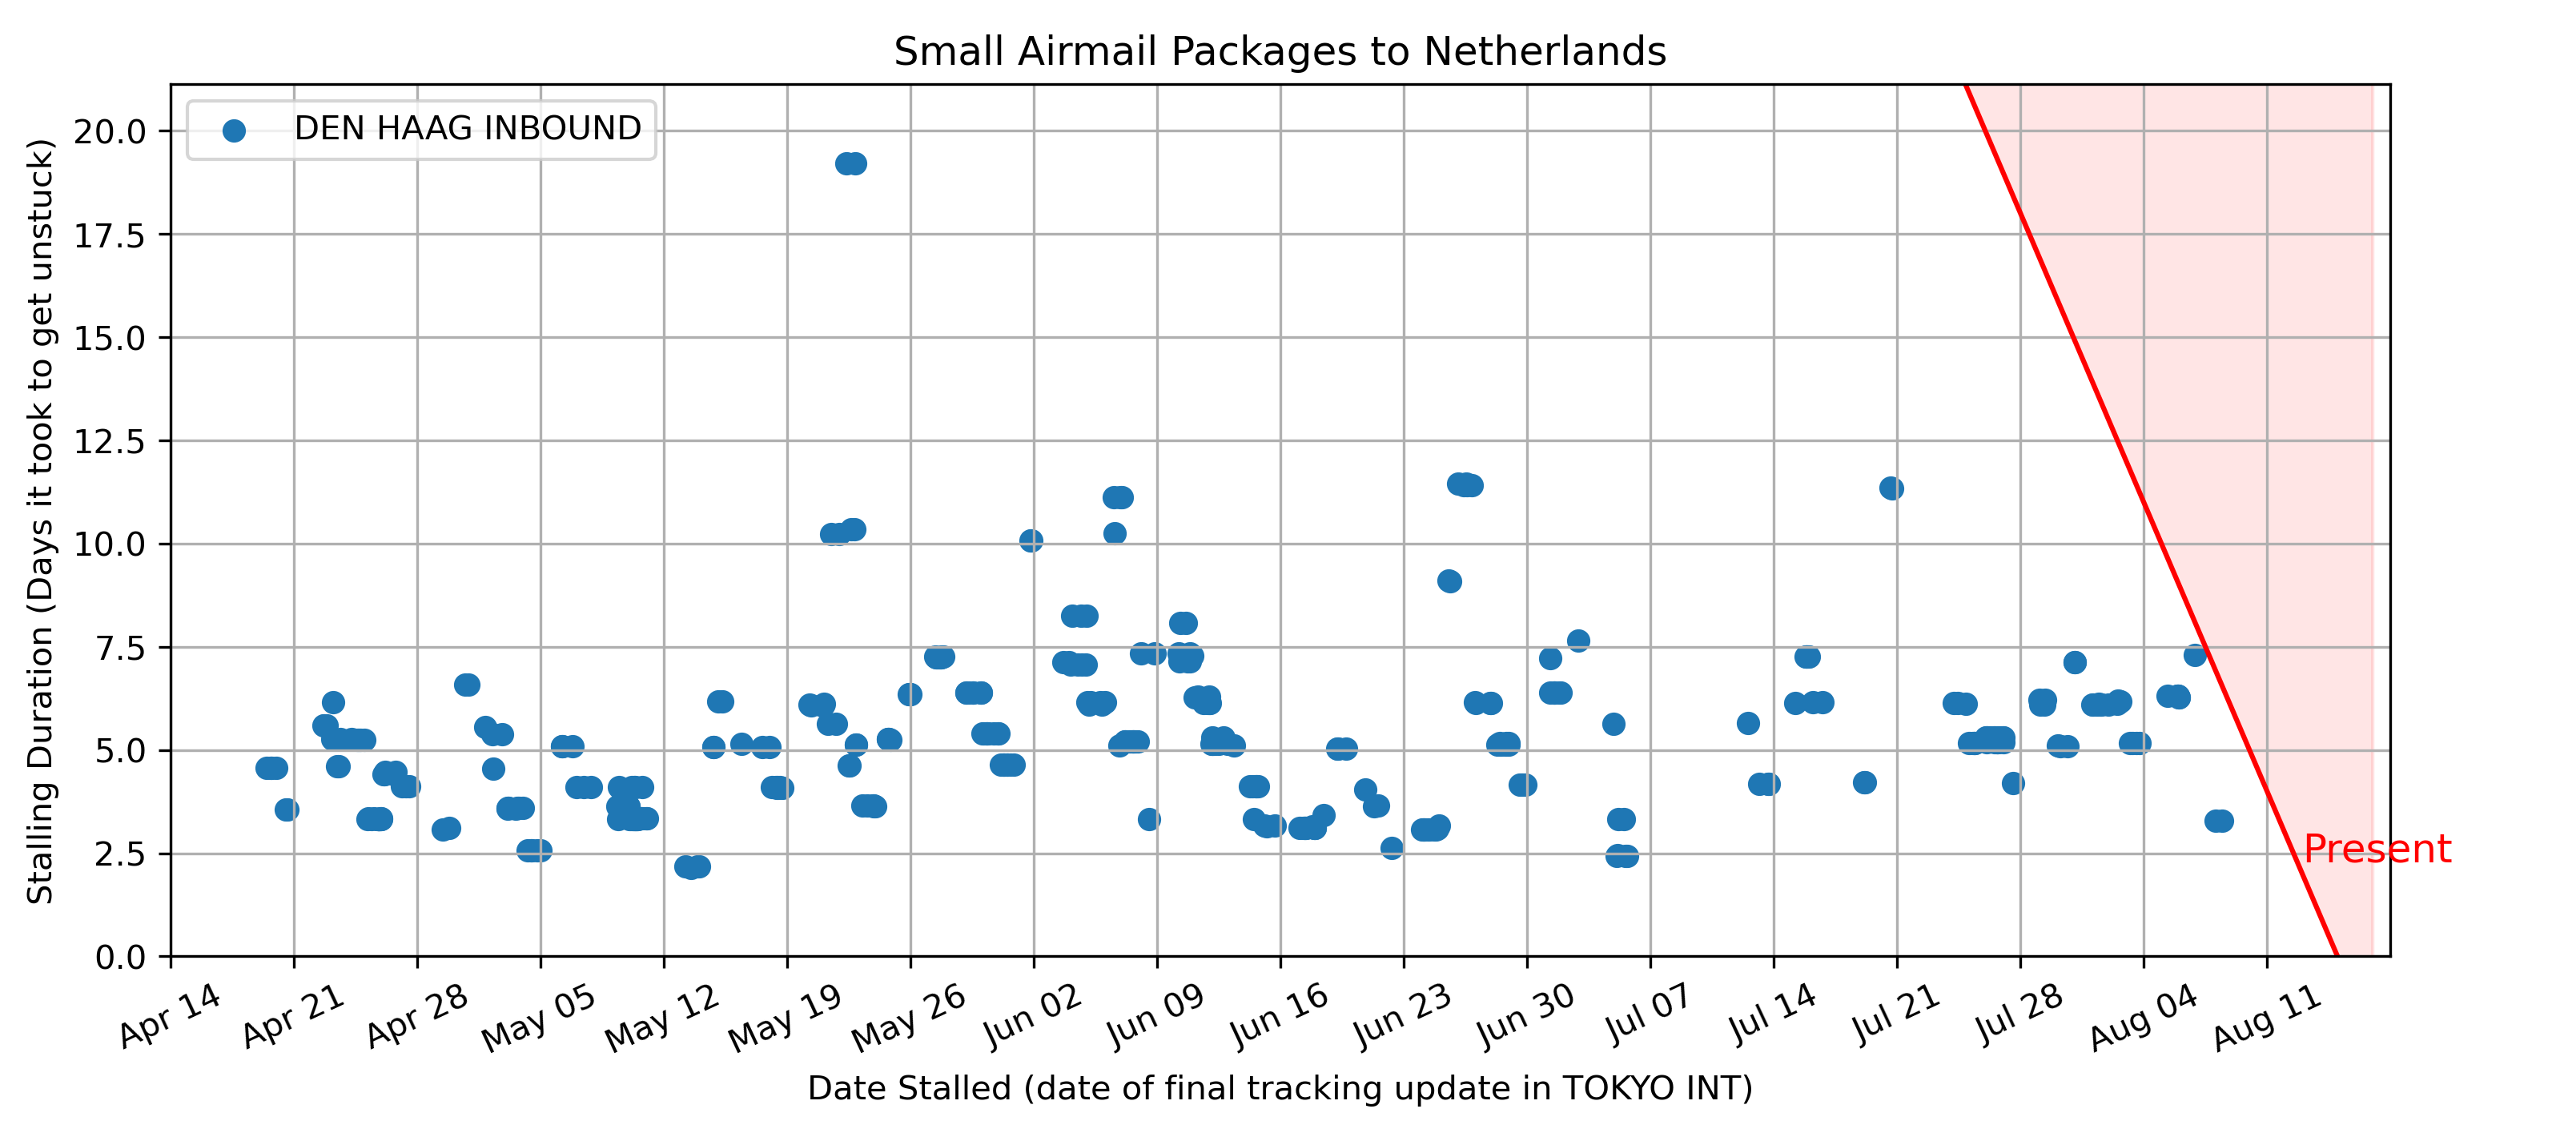 Small Airmail Packages to Netherlands
DEN HAAG INBOUND
Stalling Duration (Days it took to get unstuck)
20.0
17.5
15.0
12.5
10.0
7.5
5.0
2.5
0.0
Present
Apr 14
Apr 21
Apr 28
May 05
May 12
May 19
May 26
Jun 02
Jun 09
Jun 16
Jun 23
Jun 30
Jul 07
Jul 14
Jul 21
Jul 28
Aug 04
Aug 11
Date Stalled (date of final tracking update in TOKYO INT)